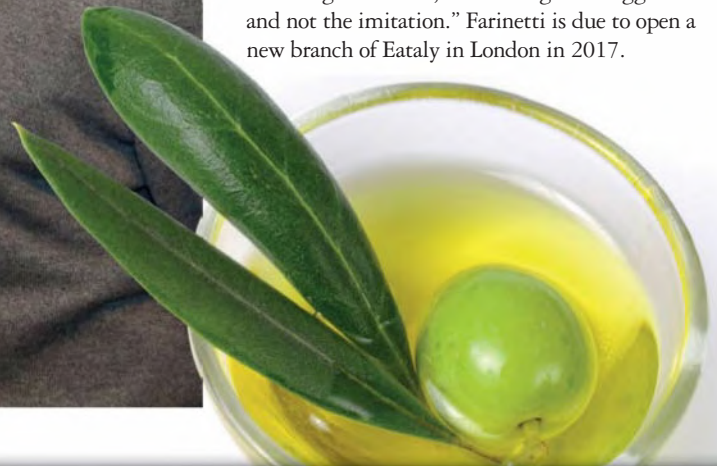 and not the imitation.” Farinetti is due to open a
new branch of Eataly in London in 2017.